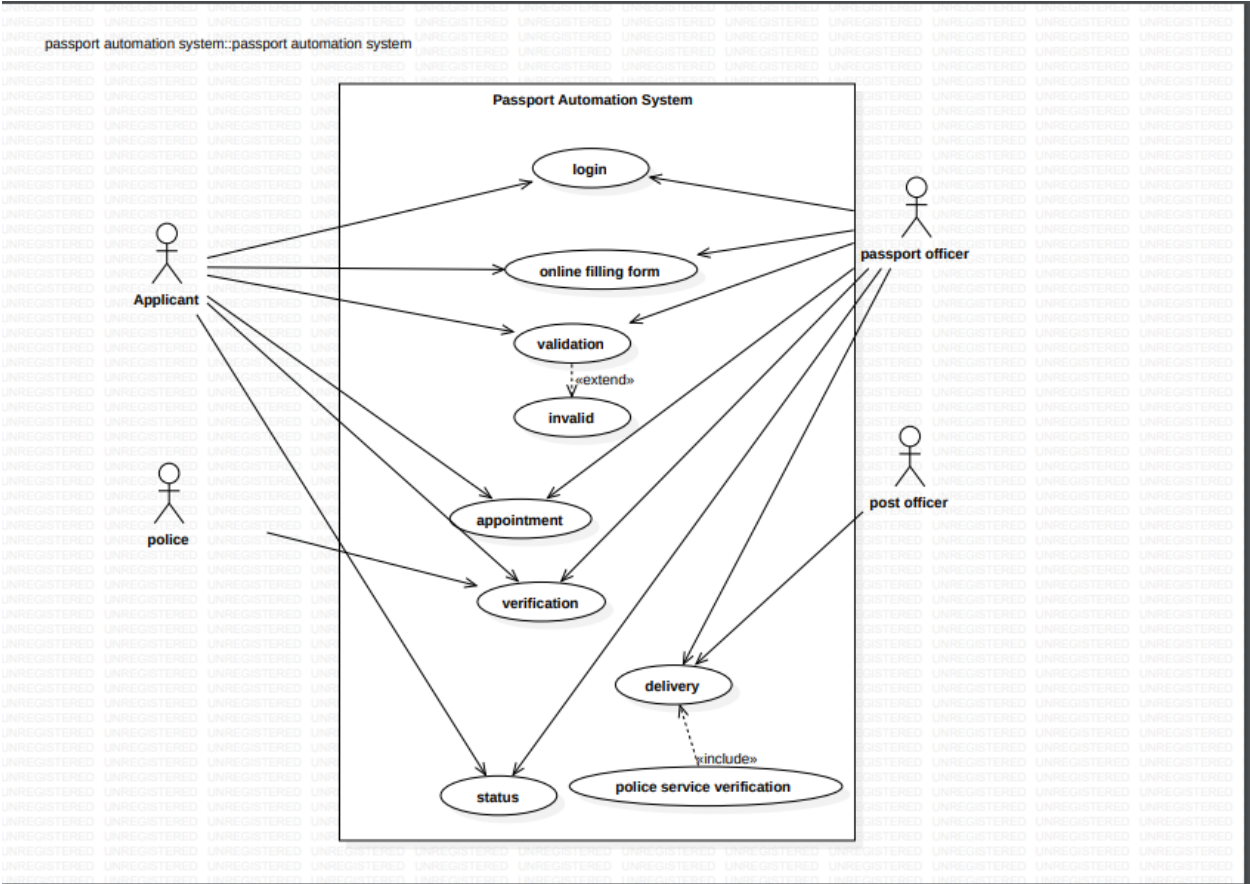 passport automation system::passport automation system
Passport Automation System
login
passport officer
online filling form
Applicant
validation
«extend»
invalid
post officer
appointment
police
verification
delivery
«include»
police service verification
status
UNREGISTERED